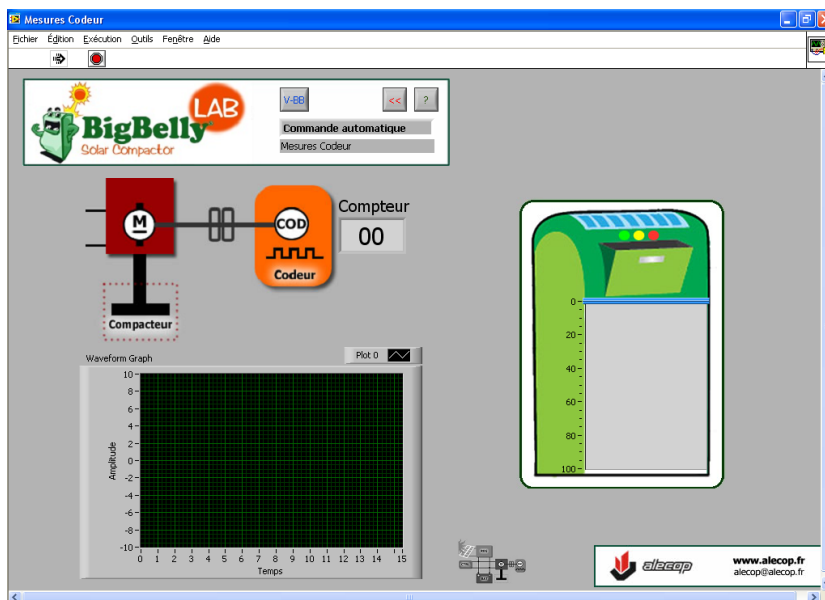 Mesures Codeur
Fichier Édition Exécution Outils Fenêtre Aide
BigBelly LAB
Solar Compactor
V-BB << ?
Commande automatique
Mesures Codeur
M
COD
Codeur
Compteur
00
Compacteur
Waveform Graph
Plot 0
Amplitude
10
8
6
4
2
0
-2
-4
-6
-8
-10
0 1 2 3 4 5 6 7 8 9 10 11 12 13 14 15
Temps
0
20
40
60
80
100
alecop
www.alecop.fr
alecop@alecop.fr